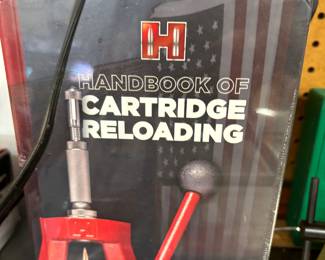 H
HANDBOOK OF
CARTRIDGE
RELOADING